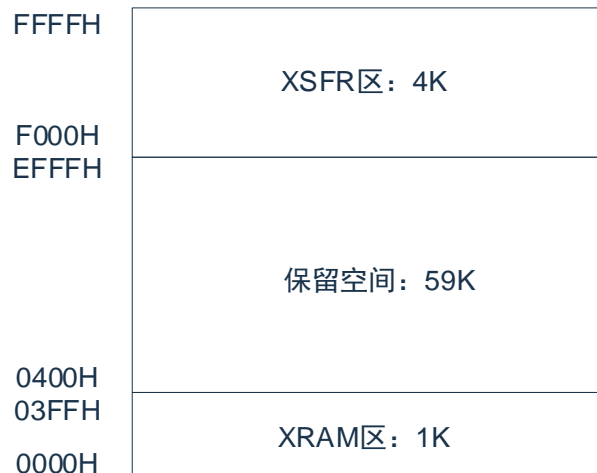 FFFFH
XSFR区：4K
F000H
EFFFH
保留空间：59K
0400H
03FFH
XRAM区：1K
0000H